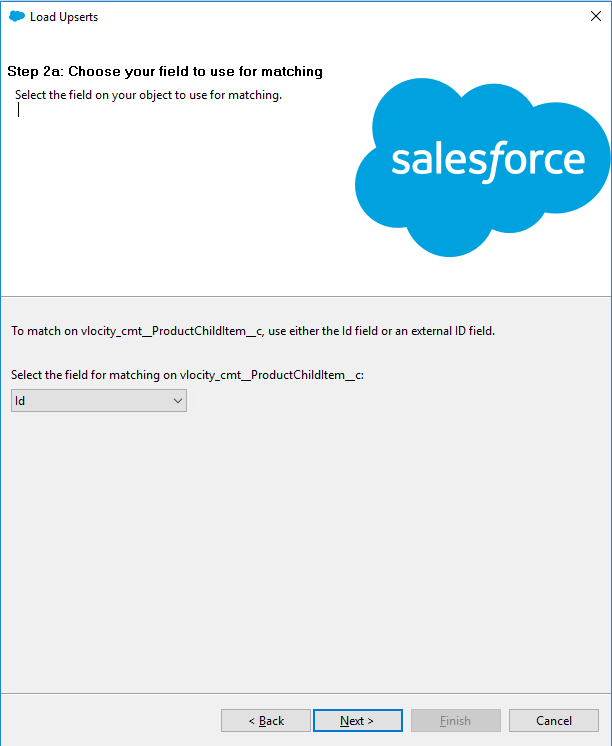 Load Upserts
Step 2a: Choose your field to use for matching
Select the field on your object to use for matching.
salesforce
To match on vlocity_cmt__ProductChildItem__c, use either the Id field or an external ID field.
Select the field for matching on vlocity_cmt__ProductChildItem__c:
Id
< Back
Next >
Finish
Cancel